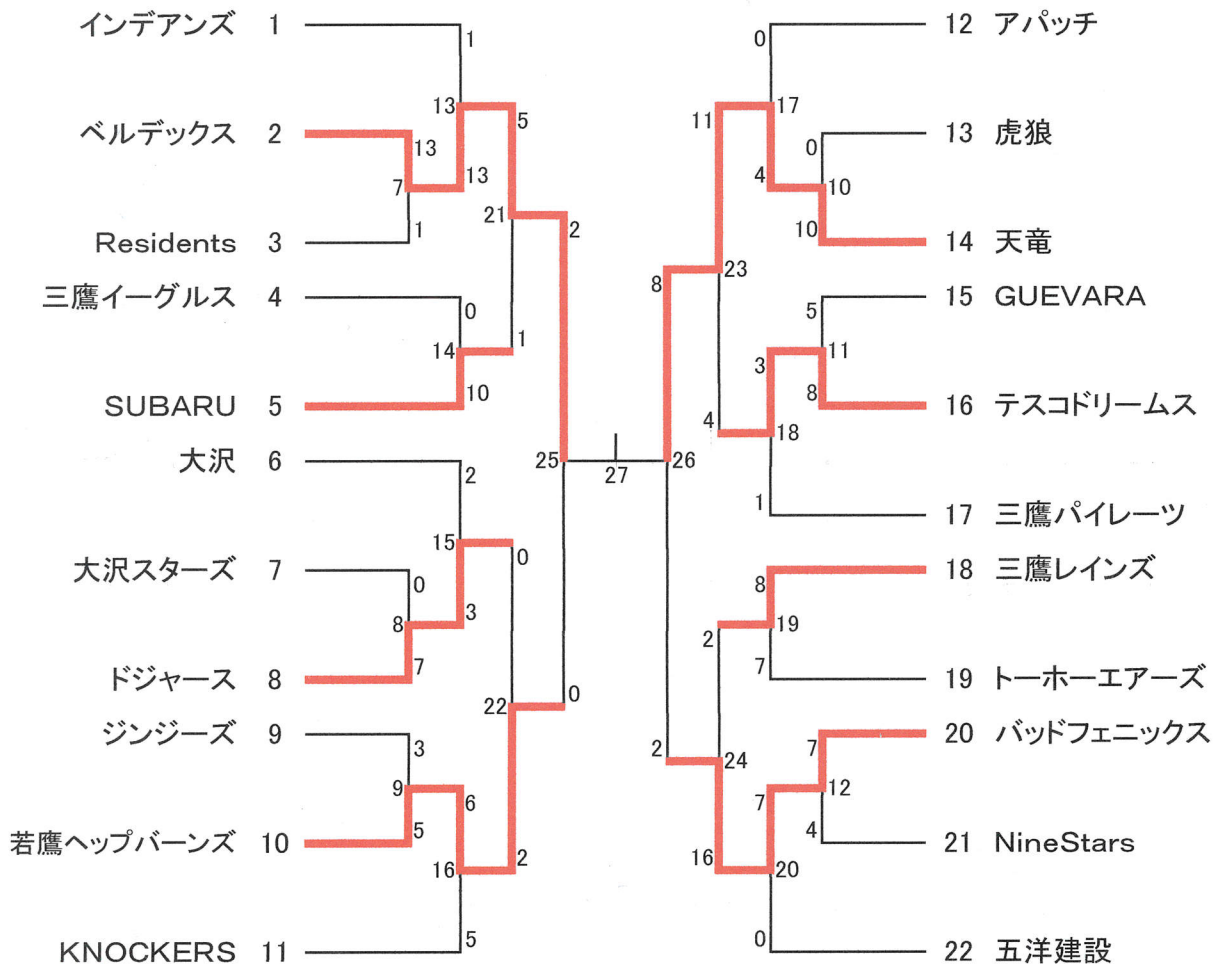 インデアンズ 1
1
13
5
ベルデックス 2
13
7
13
1
21
2
Residents 3
三鷹イーグルス 4
0
14
1
10
SUBARU 5
大沢 6
2
25
15
0
大沢スターズ 7
0
8
3
7
ドジャース 8
22
0
ジンジーズ 9
3
9
6
5
若鷹ヘップバーンズ 10
16
2
KNOCKERS 11
5
27
12 アパッチ
0
11
17
13 虎狼
0
4
10
10
14 天竜
8
23
15 GUEVARA
5
3
11
8
16 テスコドリームス
4
18
26
1
17 三鷹パイレーツ
18 三鷹レインズ
8
2
19
7
19 トーホーエアーズ
20 バッドフェニックス
7
2
24
7
12
4
21 NineStars
16
20
0
22 五洋建設